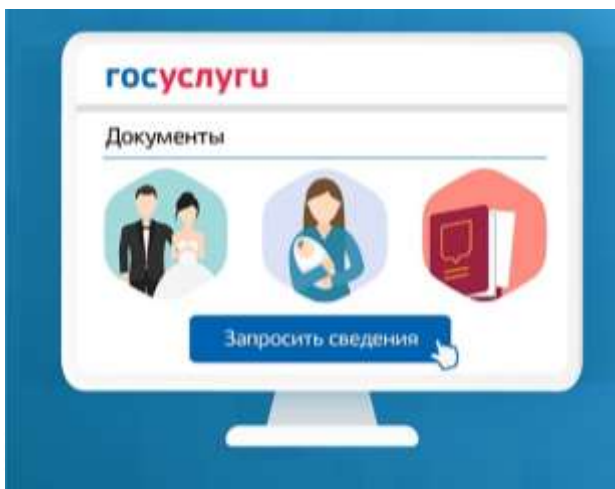 госуслуги
Документы
Запросить сведения